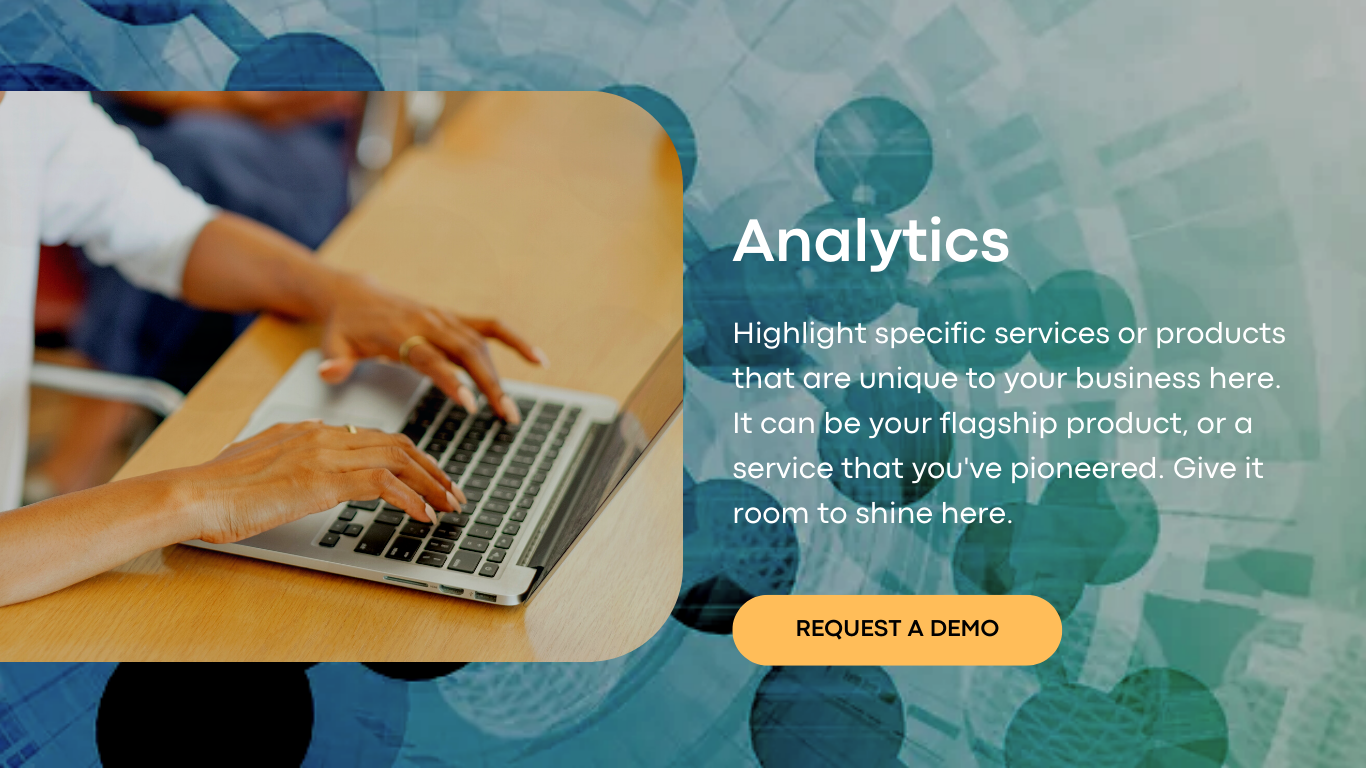 Analytics
Highlight specific services or products
that are unique to your business here.
It can be your flagship product, or a
service that you've pioneered. Give it
room to shine here.
REQUEST A DEMO